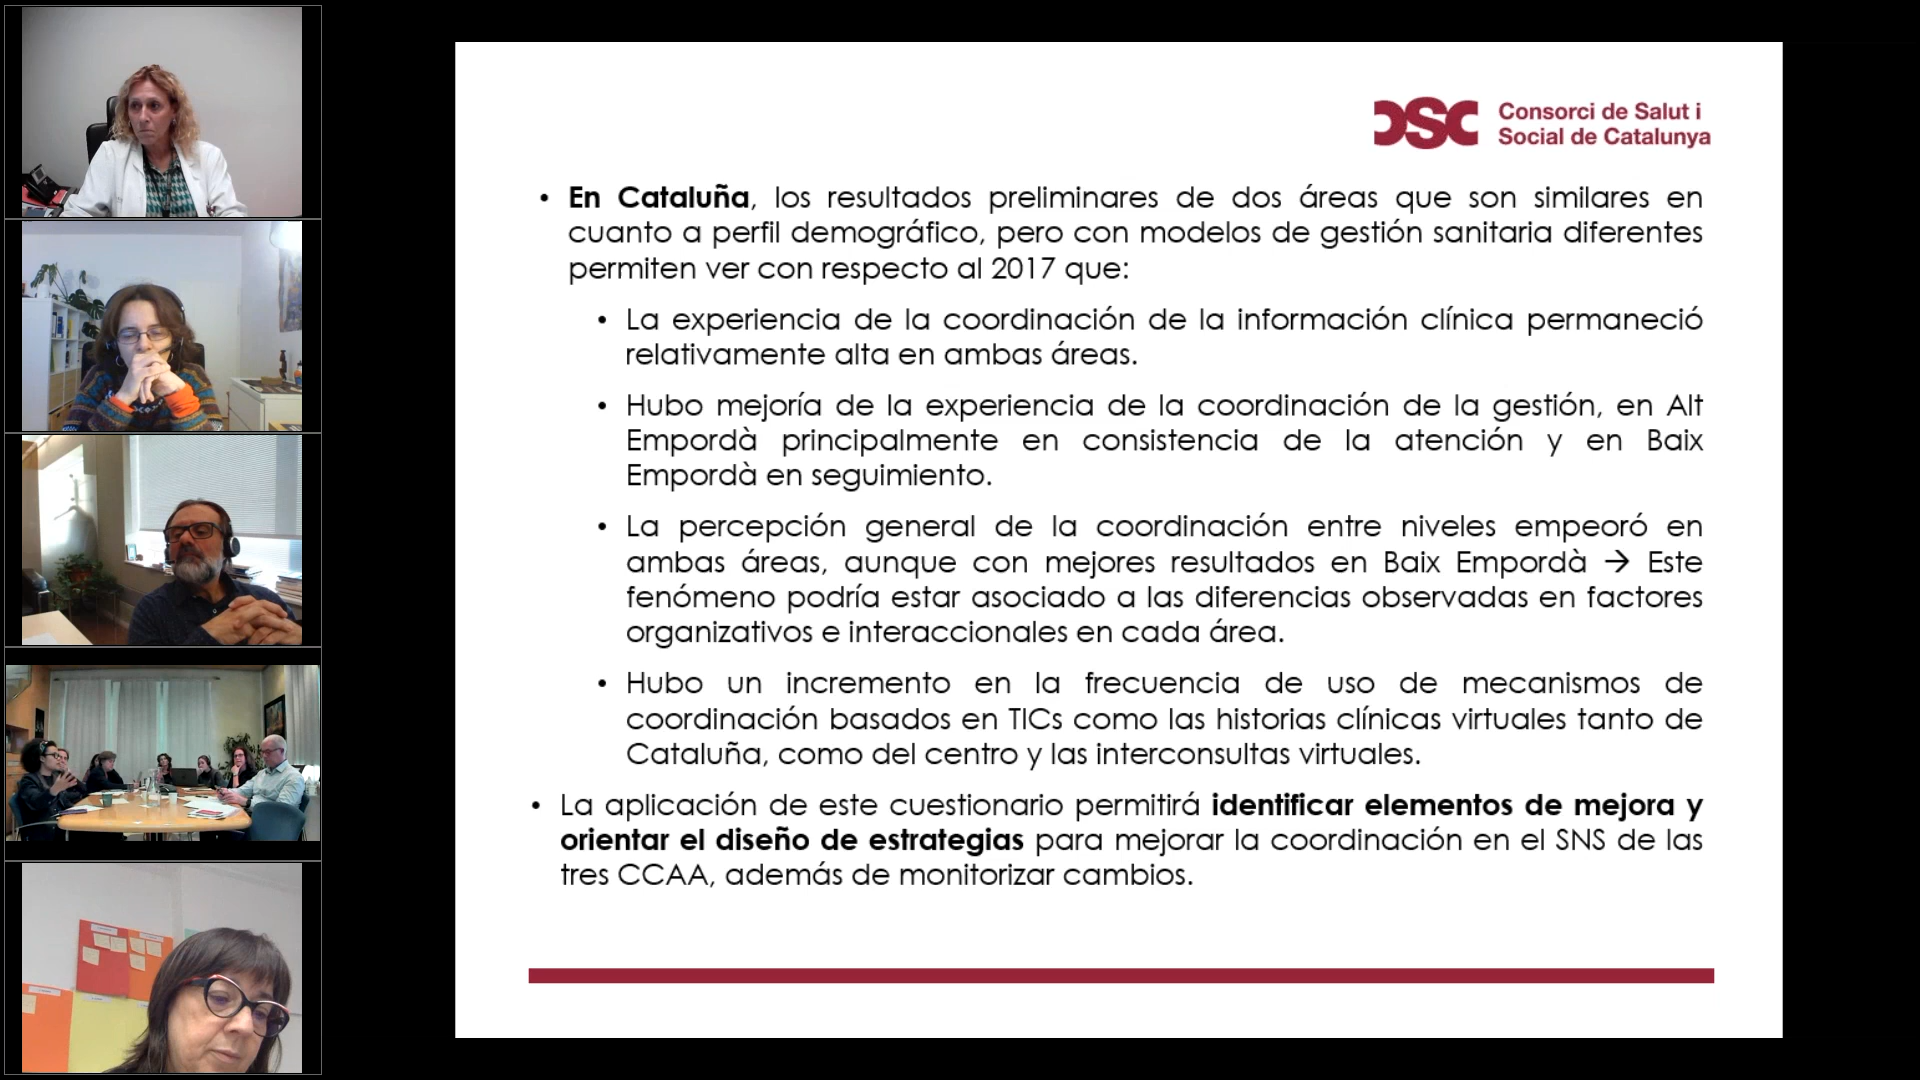 CSC Consorci de Salut i
Social de Catalunya
• En Cataluña, los resultados preliminares de dos áreas que son similares en
cuanto a perfil demográfico, pero con modelos de gestión sanitaria diferentes
permiten ver con respecto al 2017 que:
• La experiencia de la coordinación de la información clínica permaneció
relativamente alta en ambas áreas.
• Hubo mejoría de la experiencia de la coordinación de la gestión, en Alt
Empordà principalmente en consistencia de la atención y en Baix
Empordà en seguimiento.
• La percepción general de la coordinación entre niveles empeoró en
ambas áreas, aunque con mejores resultados en Baix Empordà → Este
fenómeno podría estar asociado a las diferencias observadas en factores
organizativos e interaccionales en cada área.
• Hubo un incremento en la frecuencia de uso de mecanismos de
coordinación basados en TICs como las historias clínicas virtuales tanto de
Cataluña, como del centro y las interconsultas virtuales.
• La aplicación de este cuestionario permitirá identificar elementos de mejora y
orientar el diseño de estrategias para mejorar la coordinación en el SNS de las
tres CCAA, además de monitorizar cambios.